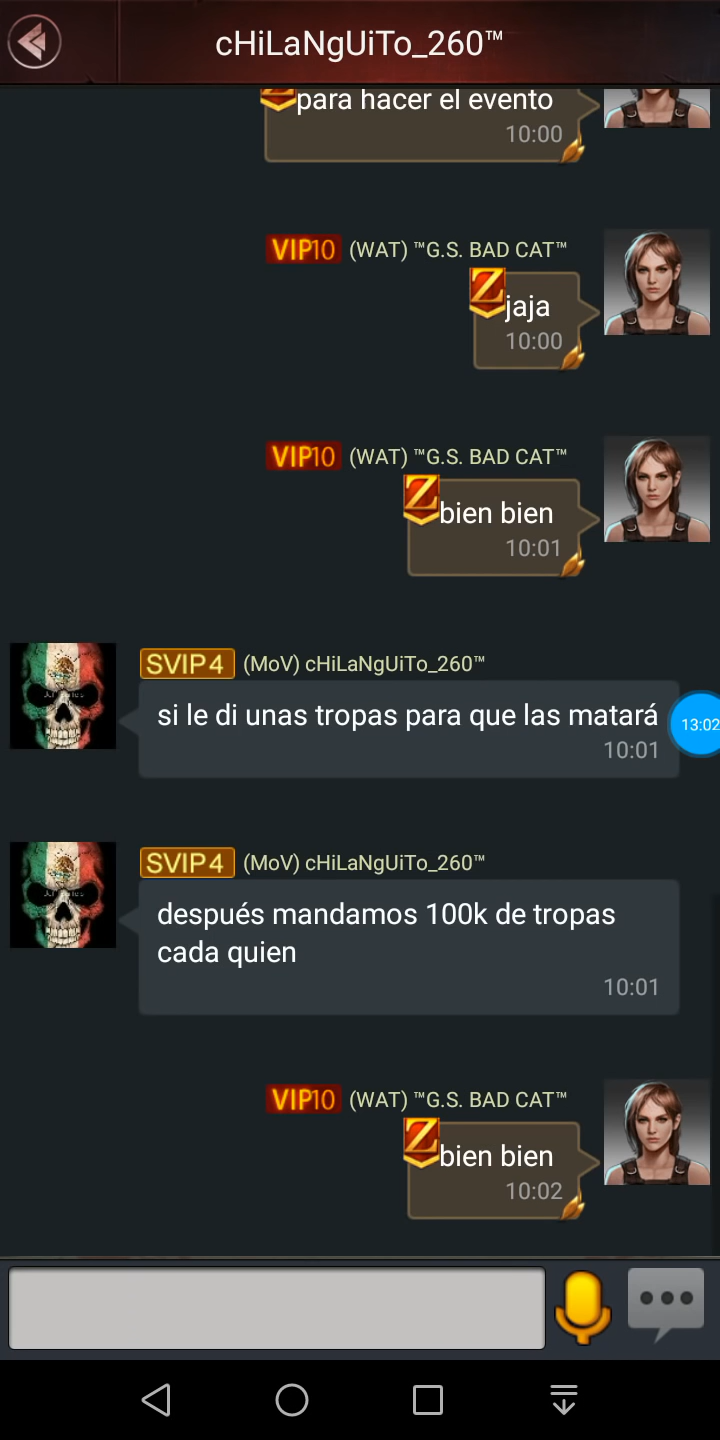 cHiLaNgUiTo_260™
para hacer el evento
10:00
VIP10 (WAT) ™G.S. BAD CAT™
Z
jaja
10:00
VIP10 (WAT) ™G.S. BAD CAT™
Z
bien bien
10:01
SVIP4 (MoV) cHiLaNgUiTo_260™
si le di unas tropas para que las matará
13:02
10:01
SVIP4 (MoV) cHiLaNgUiTo_260™
después mandamos 100k de tropas
cada quien
10:01
VIP10 (WAT) ™G.S. BAD CAT™
Z
bien bien
10:02